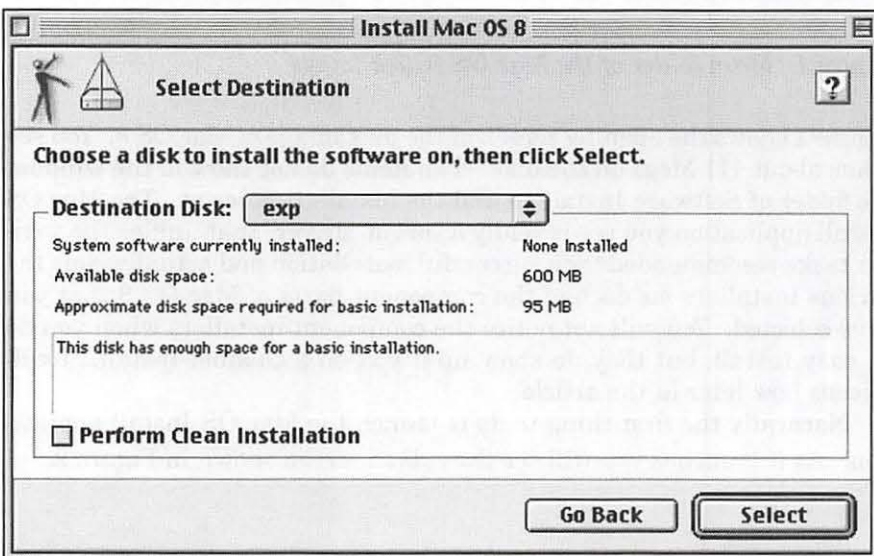 Install Mac OS 8
Select Destination
?
Choose a disk to install the software on, then click Select.
Destination Disk: exp
System software currently installed: None Installed
Available disk space: 600 MB
Approximate disk space required for basic installation: 95 MB
This disk has enough space for a basic installation.
Perform Clean Installation
Go Back Select